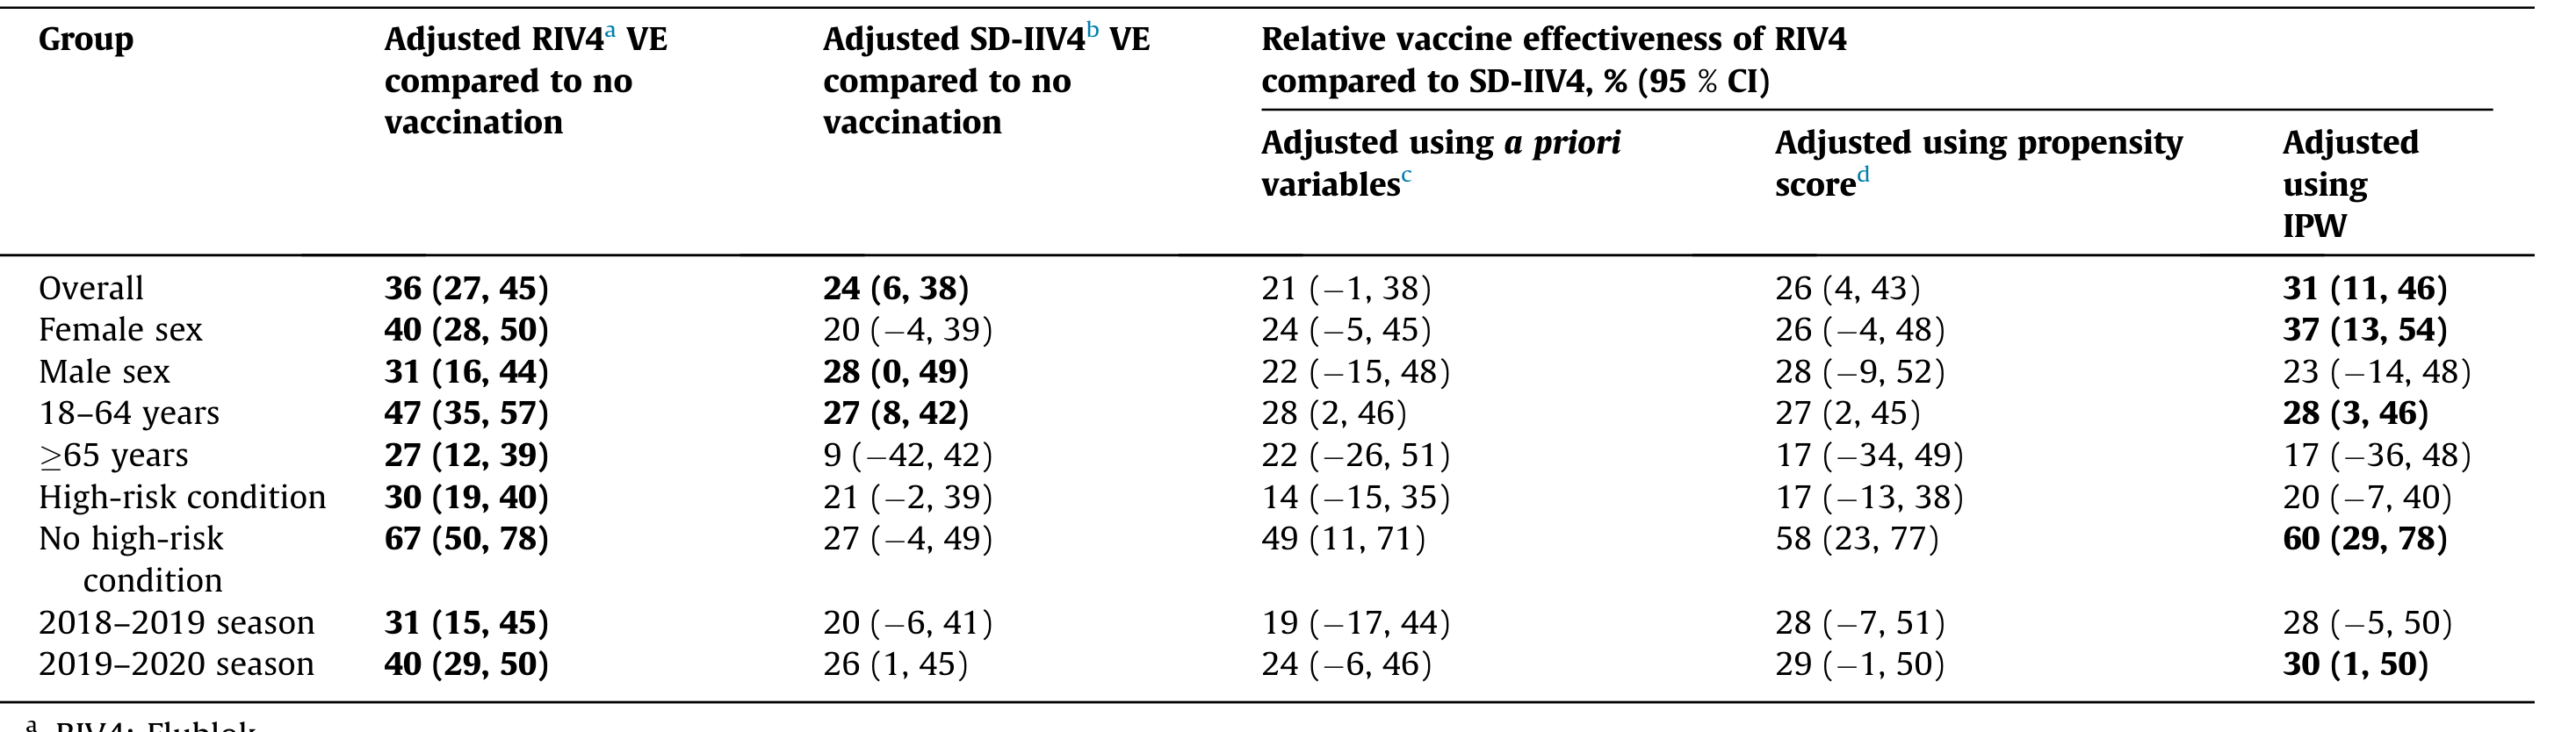 Group Adjusted RIV4a VE Adjusted SD-IIV4b VE Relative vaccine effectiveness of RIV4
compared to no compared to no compared to SD-IIV4, % (95 % CI)
vaccination vaccination
Adjusted using a priori Adjusted using propensity Adjusted
variablesc scored using
IPW
Overall 36 (27, 45) 24 (6, 38) 21 (−1, 38) 26 (4, 43) 31 (11, 46)
Female sex 40 (28, 50) 20 (−4, 39) 24 (−5, 45) 26 (−4, 48) 37 (13, 54)
Male sex 31 (16, 44) 28 (0, 49) 22 (−15, 48) 28 (−9, 52) 23 (−14, 48)
18–64 years 47 (35, 57) 27 (8, 42) 28 (2, 46) 27 (2, 45) 28 (3, 46)
≥65 years 27 (12, 39) 9 (−42, 42) 22 (−26, 51) 17 (−34, 49) 17 (−36, 48)
High-risk condition 30 (19, 40) 21 (−2, 39) 14 (−15, 35) 17 (−13, 38) 20 (−7, 40)
No high-risk 67 (50, 78) 27 (−4, 49) 49 (11, 71) 58 (23, 77) 60 (29, 78)
condition
2018–2019 season 31 (15, 45) 20 (−6, 41) 19 (−17, 44) 28 (−7, 51) 28 (−5, 50)
2019–2020 season 40 (29, 50) 26 (1, 45) 24 (−6, 46) 29 (−1, 50) 30 (1, 50)
a RIV4: Flublok